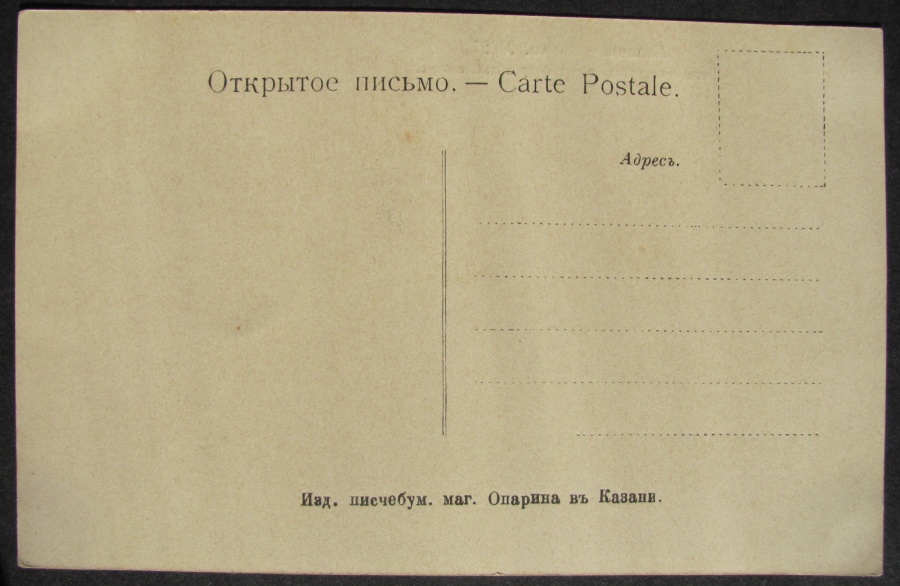 Открытое письмо. — Carte Postale.
Адресъ.
Изд. писчебум. маг. Опарина въ Казани.